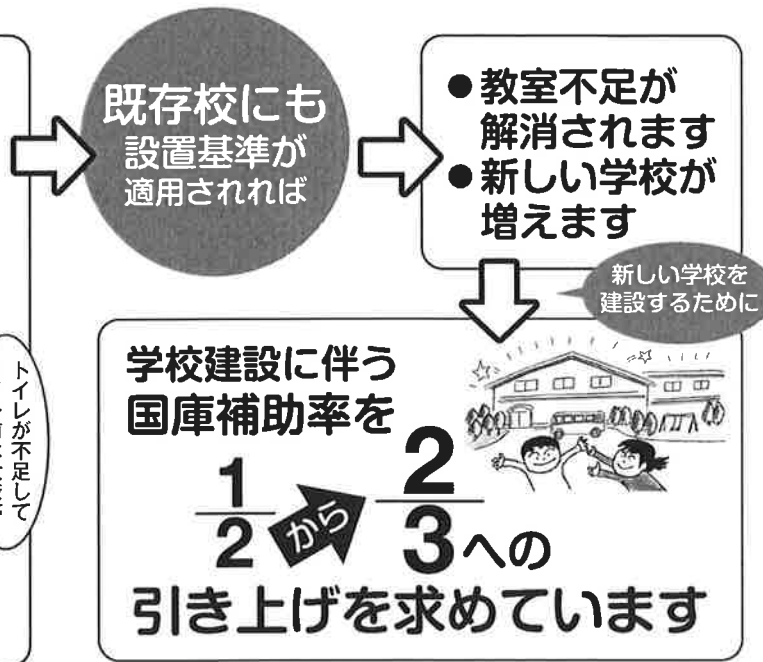 既存校にも
設置基準が
適用されれば
●教室不足が
解消されます
●新しい学校が
増えます
新しい学校を
建設するために
学校建設に伴う
国庫補助率を
1/2から2/3への
引き上げを求めています
トイレが不足して